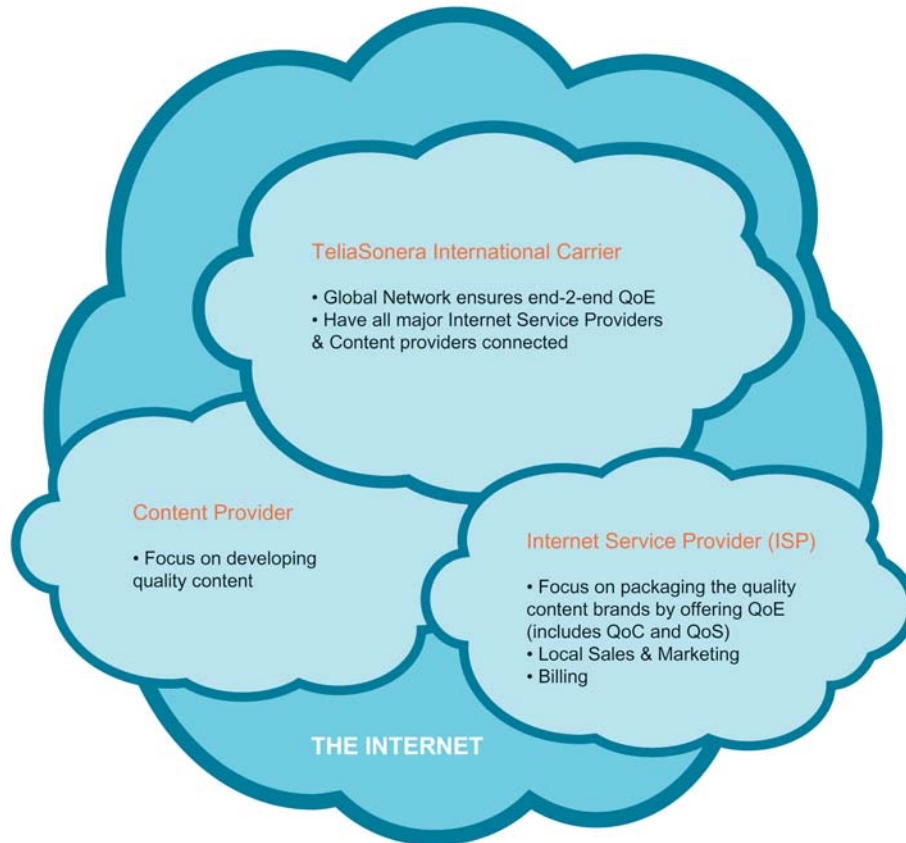 TeliaSonera International Carrier
• Global Network ensures end-2-end QoE
• Have all major Internet Service Providers
& Content providers connected
Content Provider
• Focus on developing
quality content
Internet Service Provider (ISP)
• Focus on packaging the quality
content brands by offering QoE
(includes QoC and QoS)
• Local Sales & Marketing
• Billing
THE INTERNET